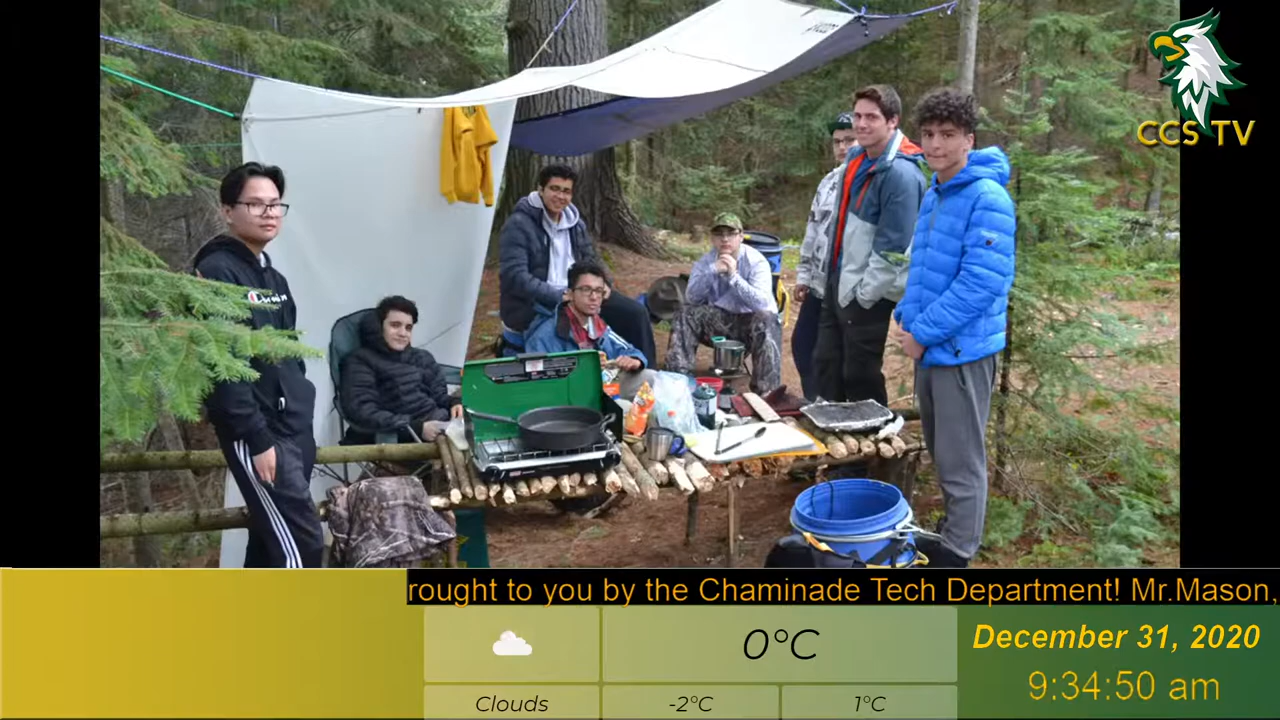 CCS TV
Champion
rought to you by the Chaminade Tech Department! Mr.Mason,
0°C
December 31, 2020
9:34:50 am
Clouds
-2°C
1°C